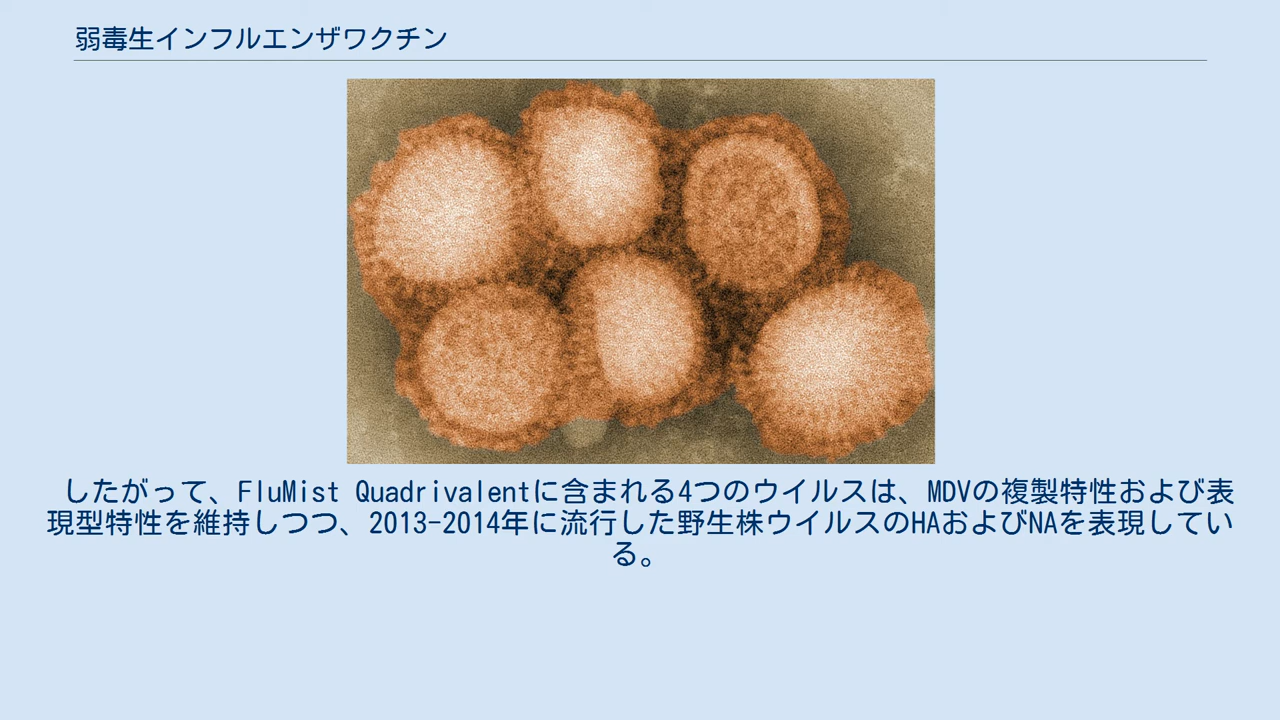 弱毒生インフルエンザワクチン
したがって、FluMist Quadrivalentに含まれる4つのウイルスは、MDVの複製特性および表
現型特性を維持しつつ、2013-2014年に流行した野生株ウイルスのHAおよびNAを表現してい
る。